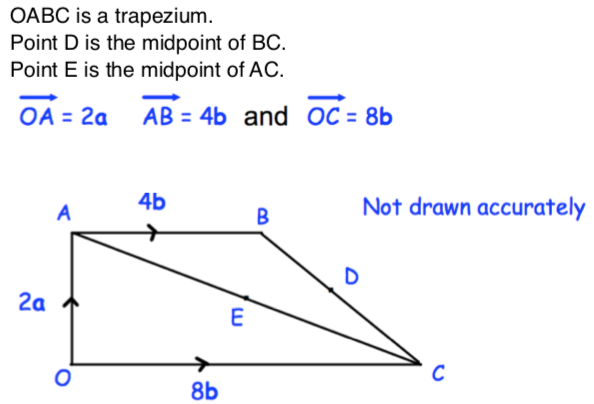 OABC is a trapezium.
Point D is the midpoint of BC.
Point E is the midpoint of AC.
OA = 2a AB = 4b and OC = 8b
4b
A
B
Not drawn accurately
D
2a
E
O
C
8b